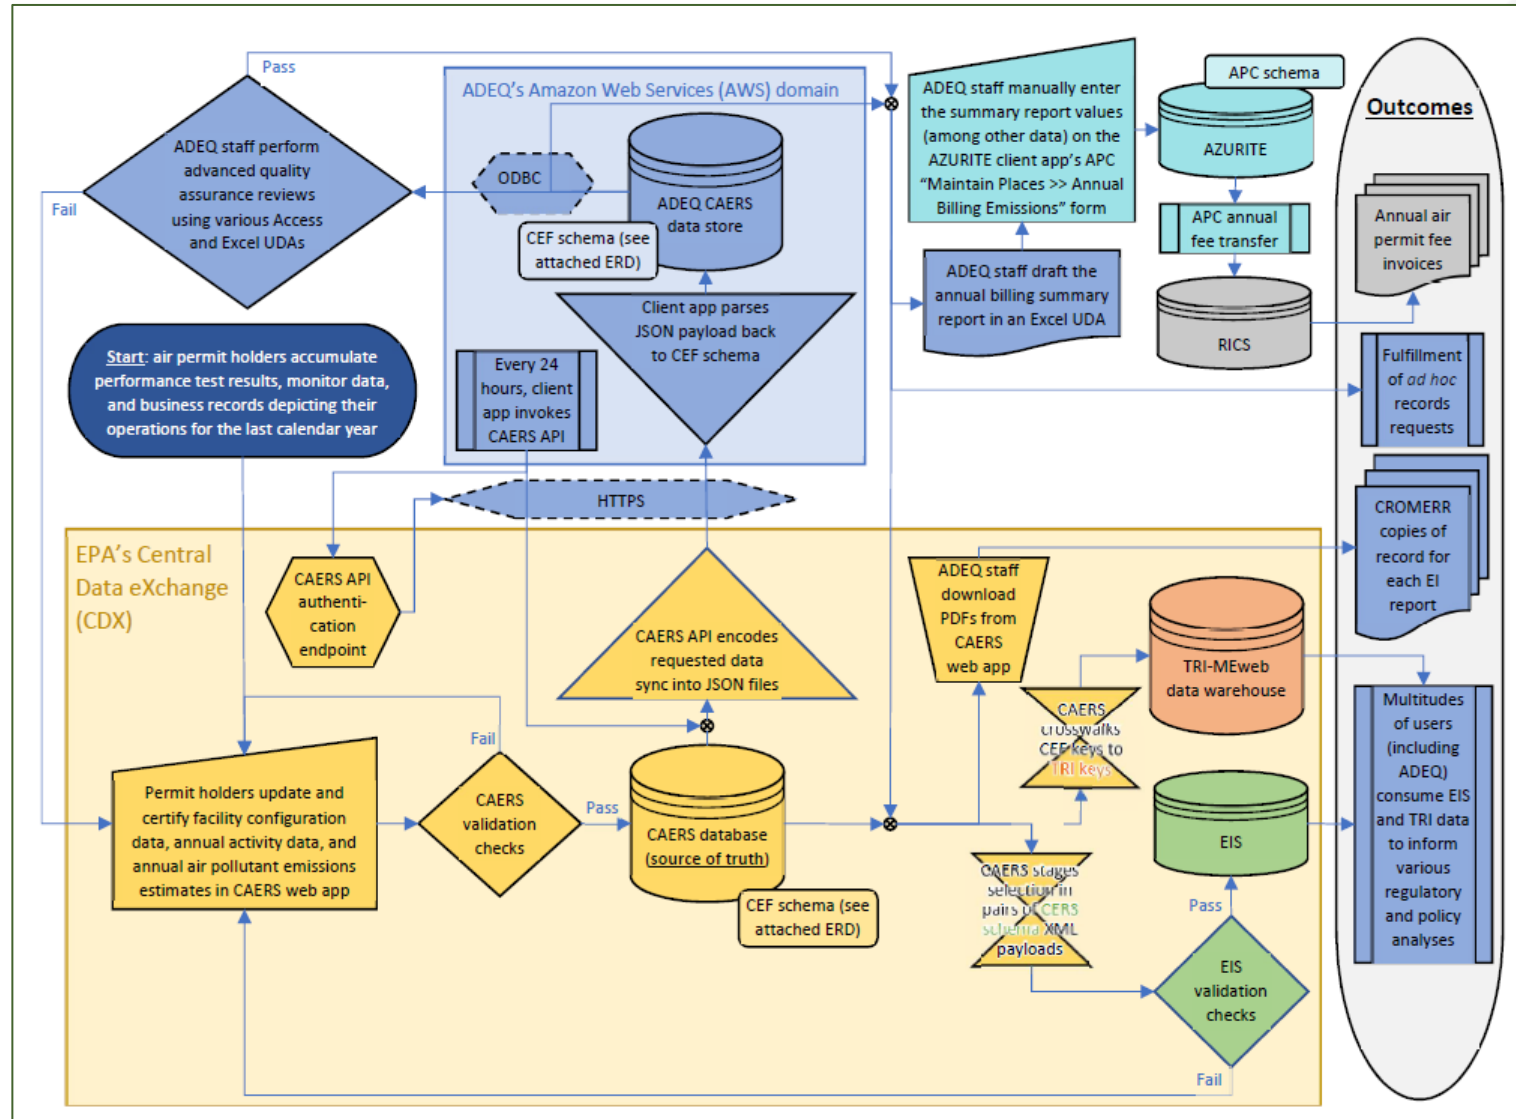 Pass
ADEQ staff perform
advanced quality
assurance reviews
using various Access
and Excel UDAs
Fail
ADEQ's Amazon Web Services (AWS) domain
ODBC
ADEQ CAERS
data store
CEF schema (see
attached ERD)
Client app parses
JSON payload back
to CEF schema
Every 24
hours, client
app invokes
CAERS API
ADEQ staff manually enter
the summary report values
(among other data) on the
AZURITE client app's APC
"Maintain Places >> Annual
Billing Emissions" form
ADEQ staff draft the
annual billing summary
report in an Excel UDA
APC schema
AZURITE
APC annual
fee transfer
RICS
Outcomes
Annual air
permit fee
invoices
Fulfillment
of ad hoc
records
requests
CROMERR
copies of
record for
each EI
report
Multitudes of users
(including
ADEQ)
consume EIS
and TRI data
to inform
various
regulatory
and policy
analyses
Start: air permit holders accumulate
performance test results, monitor data,
and business records depicting their
operations for the last calendar year
HTTPS
EPA's Central
Data eXchange
(CDX)
CAERS API
authenti-
cation
endpoint
CAERS API encodes
requested data
sync into JSON files
ADEQ staff
download
PDFs from
CAERS
web app
TRI-MEweb
data warehouse
CAERS
crosswalks
CEF keys to
TRI keys
Fail
Permit holders update and
certify facility configuration
data, annual activity data, and
annual air pollutant emissions
estimates in CAERS web app
CAERS
validation
checks
Pass
CAERS database
(source of truth)
CEF schema (see
attached ERD)
CAERS stages
selection in
pairs of CERS
schema XML
payloads
EIS
Pass
EIS
validation
checks
Fail